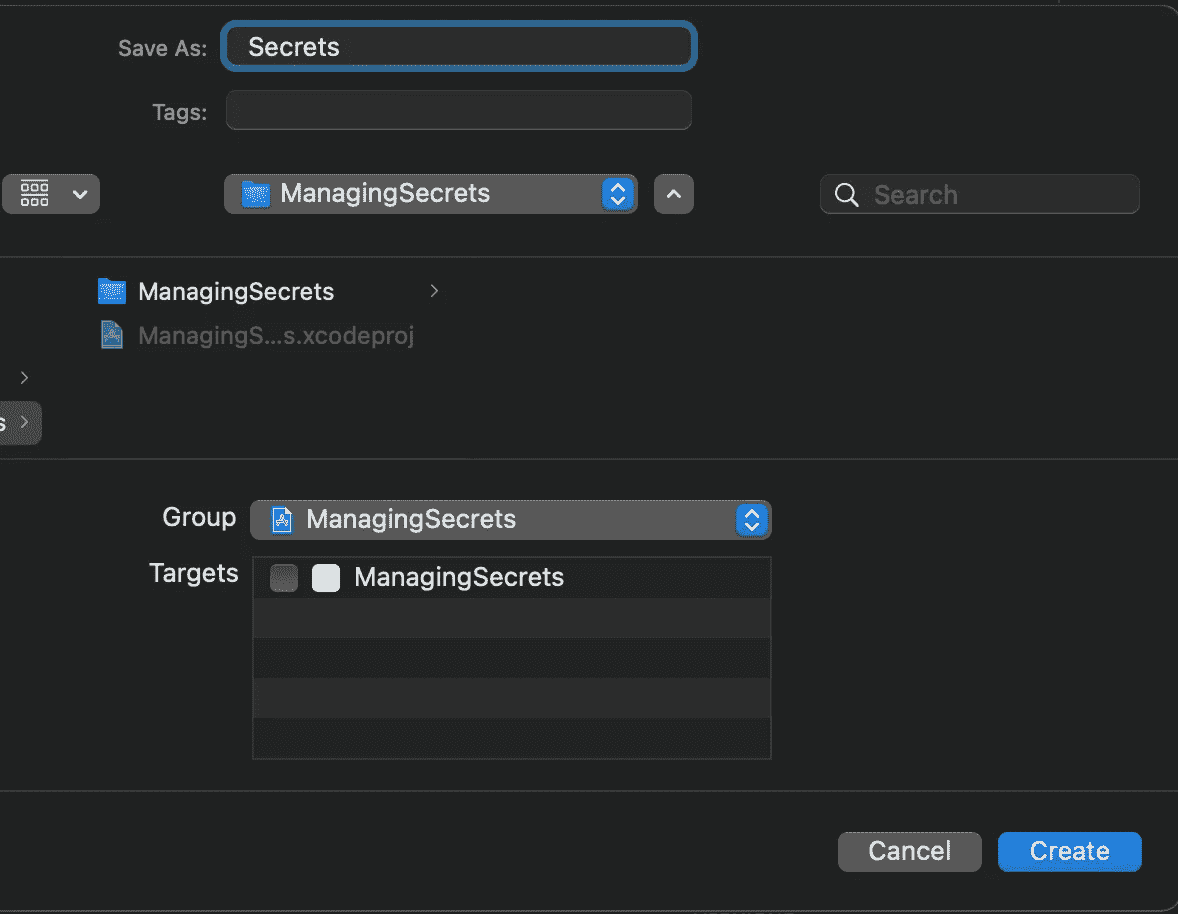 Save As: Secrets
Tags:
ManagingSecrets
Search
ManagingSecrets
ManagingS...s.xcodeproj
s
Group ManagingSecrets
Targets ManagingSecrets
Cancel Create